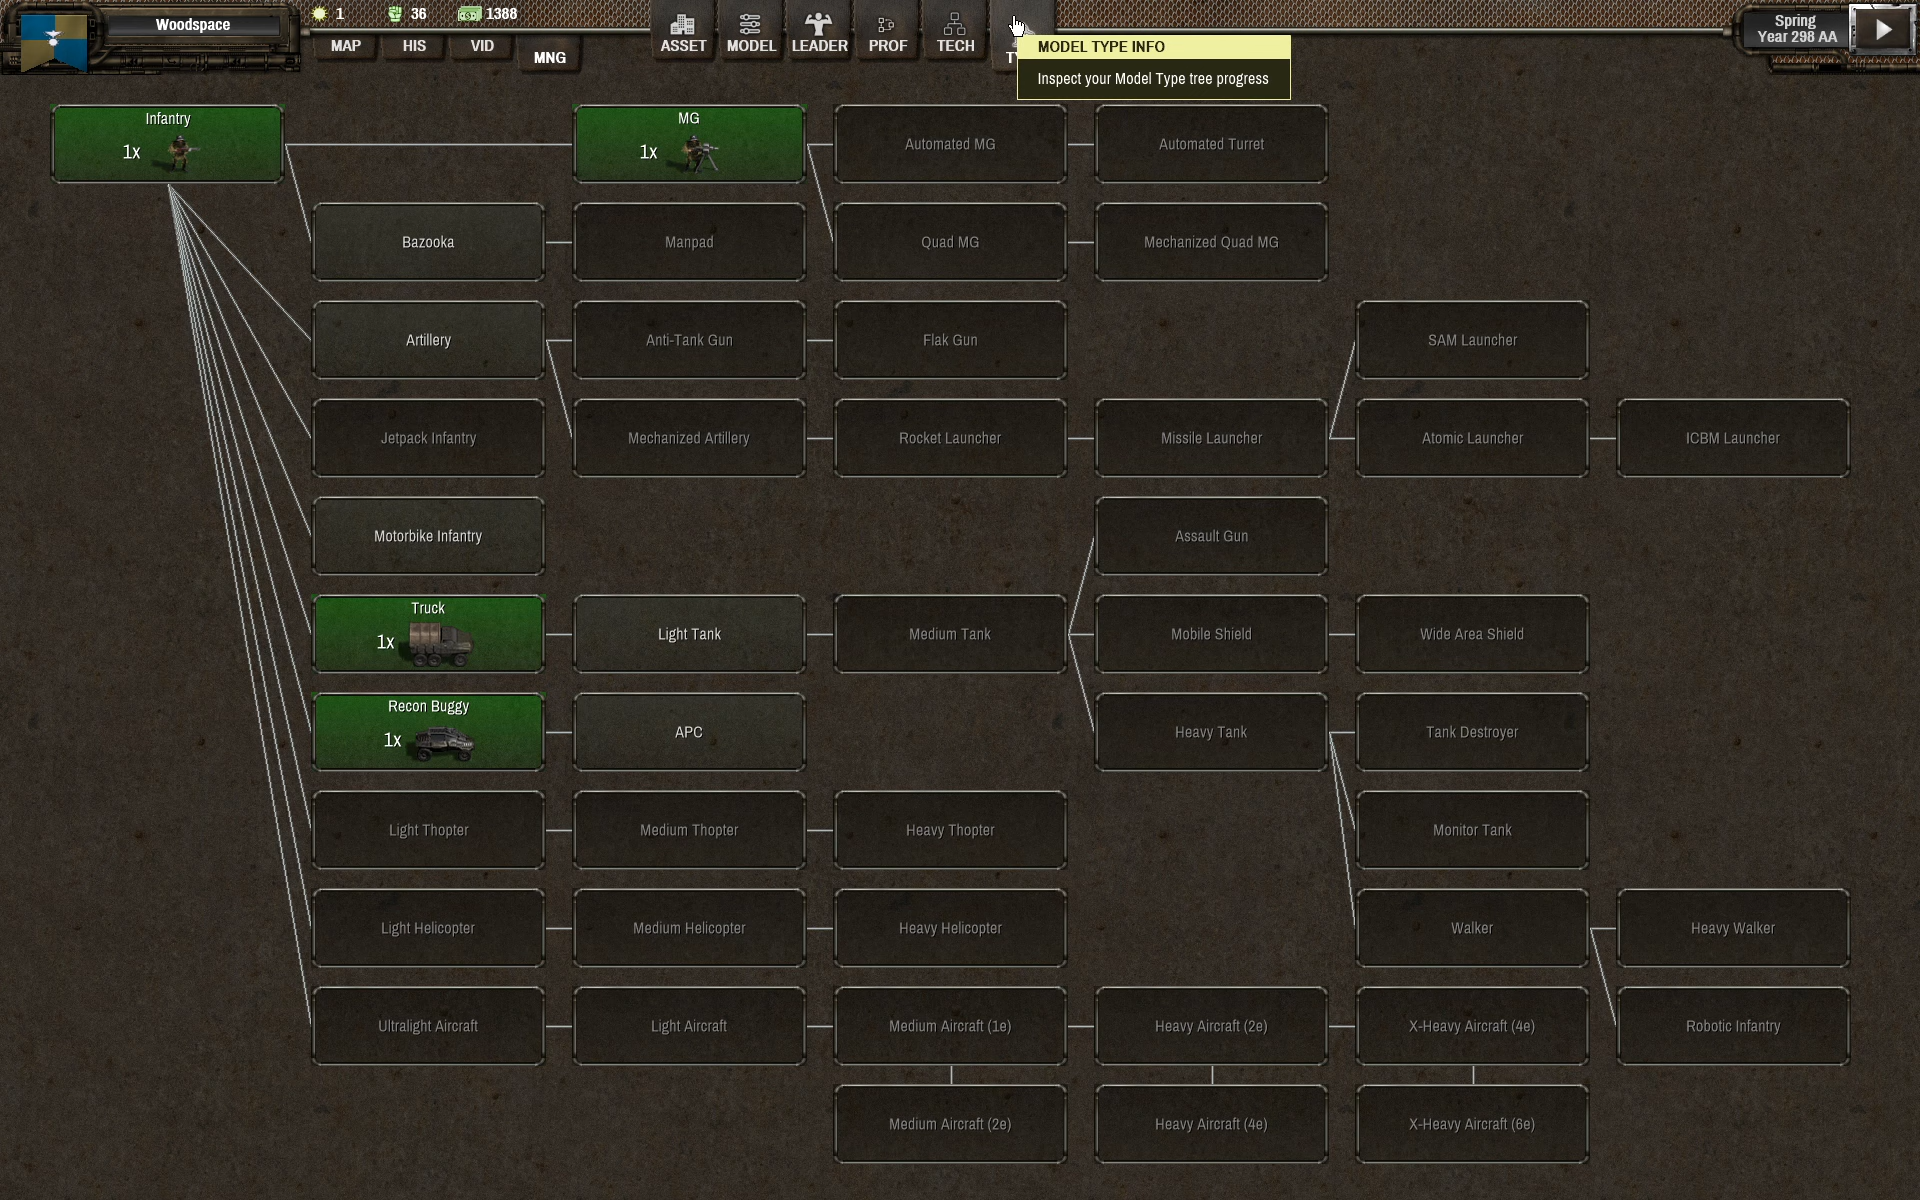 Woodspace
1
36
1388
MAP
HIS
VID
MNG
ASSET
MODEL
LEADER
PROF
TECH
Spring
Year 298 AA
MODEL TYPE INFO
Inspect your Model Type tree progress
Infantry
1x
MG
1x
Automated MG
Automated Turret
Bazooka
Manpad
Quad MG
Mechanized Quad MG
Artillery
Anti-Tank Gun
Flak Gun
SAM Launcher
Jetpack Infantry
Mechanized Artillery
Rocket Launcher
Missile Launcher
Atomic Launcher
ICBM Launcher
Motorbike Infantry
Assault Gun
Truck
1x
Light Tank
Medium Tank
Mobile Shield
Wide Area Shield
Recon Buggy
1x
APC
Heavy Tank
Tank Destroyer
Light Thopter
Medium Thopter
Heavy Thopter
Monitor Tank
Light Helicopter
Medium Helicopter
Heavy Helicopter
Walker
Heavy Walker
Ultralight Aircraft
Light Aircraft
Medium Aircraft (1e)
Heavy Aircraft (2e)
X-Heavy Aircraft (4e)
Robotic Infantry
Medium Aircraft (2e)
Heavy Aircraft (4e)
X-Heavy Aircraft (6e)